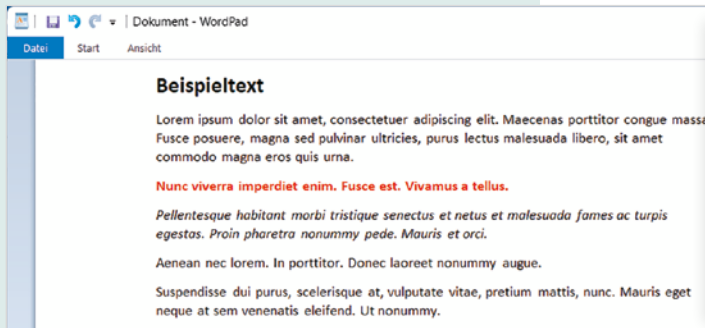 Dokument - WordPad
Datei Start Ansicht
Beispieltext
Lorem ipsum dolor sit amet, consectetuer adipiscing elit. Maecenas porttitor congue massa
Fusce posuere, magna sed pulvinar ultricies, purus lectus malesuada libero, sit amet
commodo magna eros quis urna.
Nunc viverra imperdiet enim. Fusce est. Vivamus a tellus.
Pellentesque habitant morbi tristique senectus et netus et malesuada fames ac turpis
egestas. Proin pharetra nonummy pede. Mauris et orci.
Aenean nec lorem. In porttitor. Donec laoreet nonummy augue.
Suspendisse dui purus, scelerisque at, vulputate vitae, pretium mattis, nunc. Mauris eget
neque at sem venenatis eleifend. Ut nonummy.